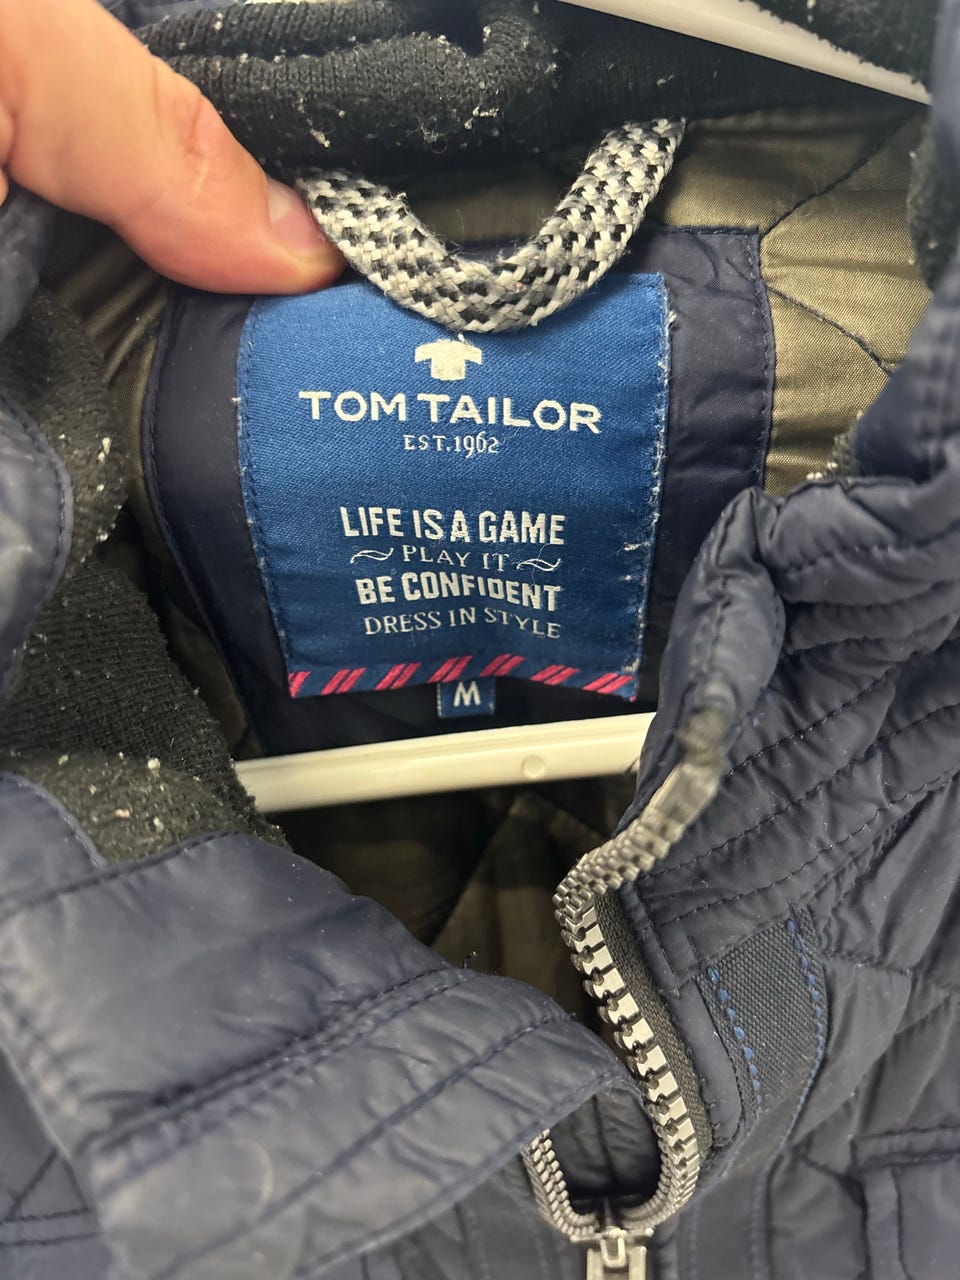 TOM TAILOR
EST.1962
LIFE IS A GAME
PLAY IT
BE CONFIDENT
DRESS IN STYLE
M